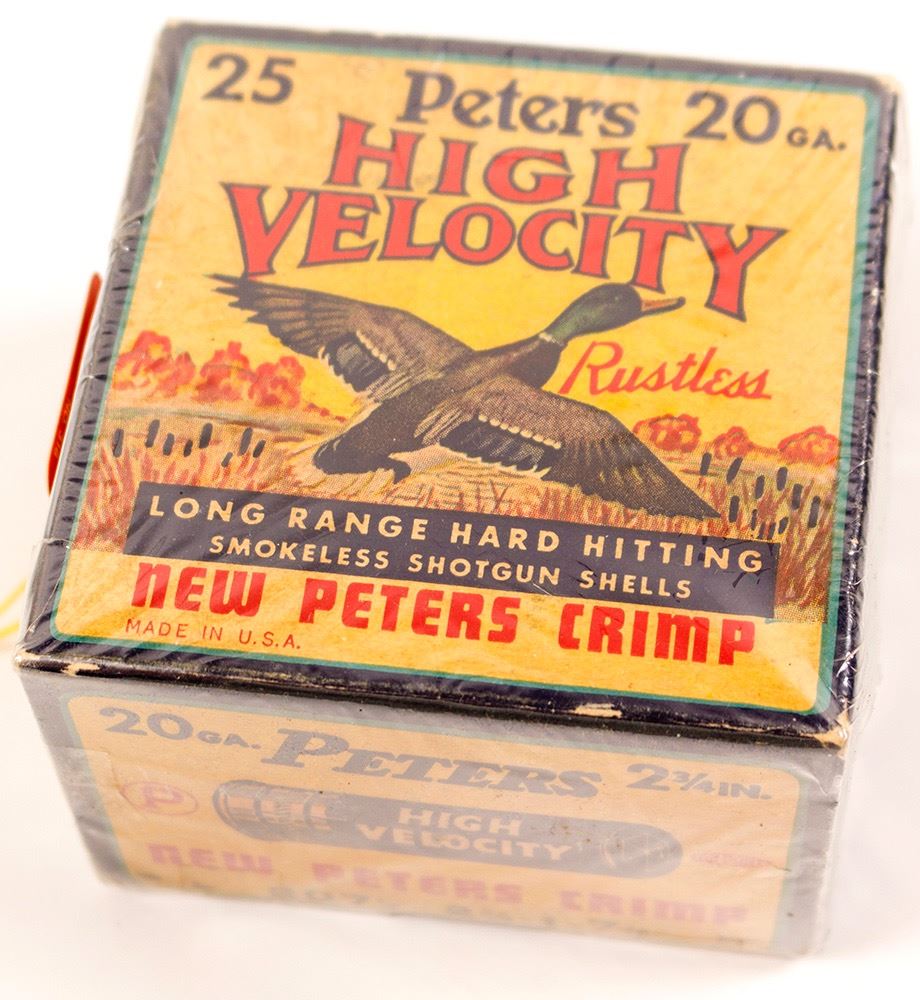 25 Peters 20 GA.
HIGH
VELOCITY
Rustless
LONG RANGE HARD HITTING
SMOKELESS SHOTGUN SHELLS
NEW PETERS CRIMP
MADE IN U.S.A.
20 GA. PETERS 2¾ IN.
P
HIGH
VELOCITY
NEW PETERS CRIMP